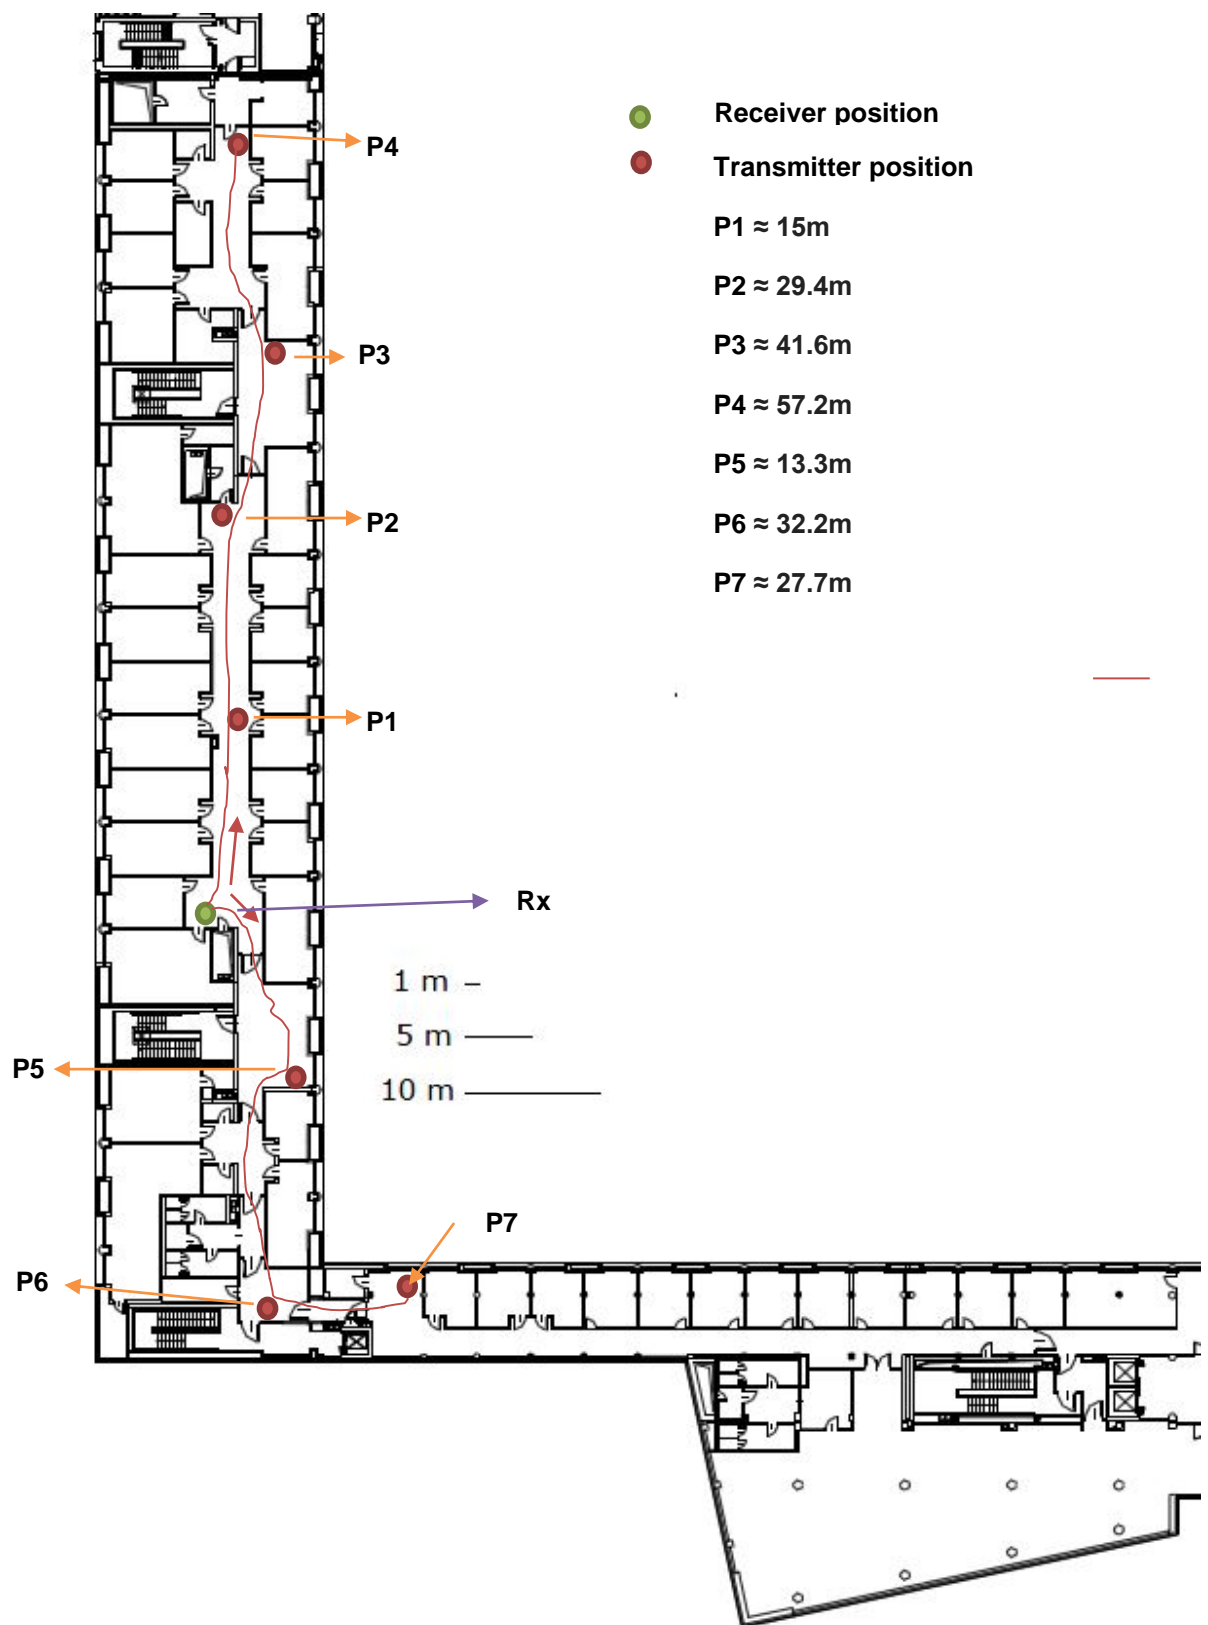 Receiver position
P4
Transmitter position
P1 ≈ 15m
P2 ≈ 29.4m
P3
P3 ≈ 41.6m
P4 ≈ 57.2m
P5 ≈ 13.3m
P2
P6 ≈ 32.2m
P7 ≈ 27.7m
P1
Rx
1 m
5 m
P5
10 m
P7
P6